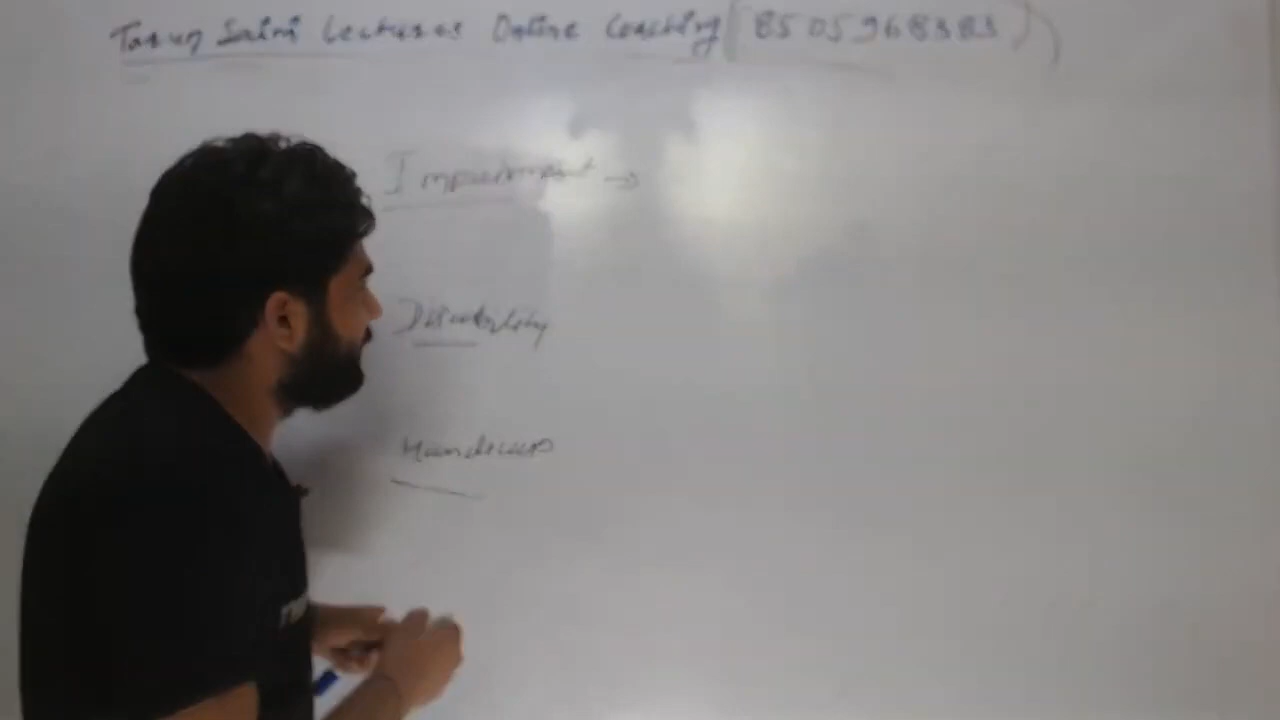 Tarun Saini Lectures Online Coaching (8505968383)
Impairment →
Disability
Handicap